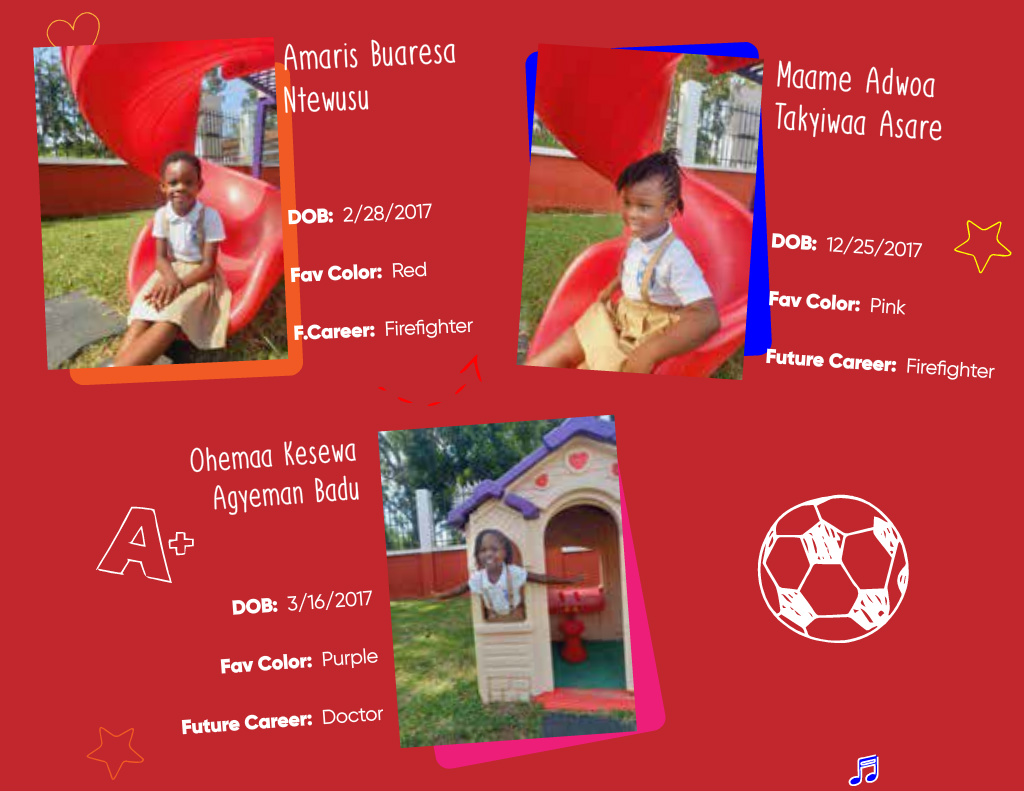 Amaris Buaresa
Ntewusu
DOB: 2/28/2017
Fav Color: Red
F.Career: Firefighter
Maame Adwoa
Takyiwaa Asare
DOB: 12/25/2017
Fav Color: Pink
Future Career: Firefighter
Ohemaa Kesewa
Agyeman Badu
A+
DOB: 3/16/2017
Fav Color: Purple
Future Career: Doctor